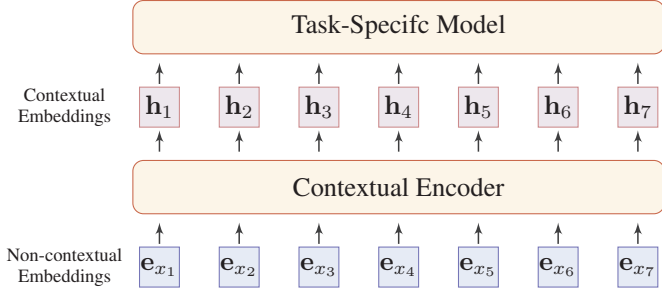 Task-Specifc Model
Contextual
Embeddings
h₁ h₂ h₃ h₄ h₅ h₆ h₇
Contextual Encoder
Non-contextual
Embeddings
eₓ₁ eₓ₂ eₓ₃ eₓ₄ eₓ₅ eₓ₆ eₓ₇